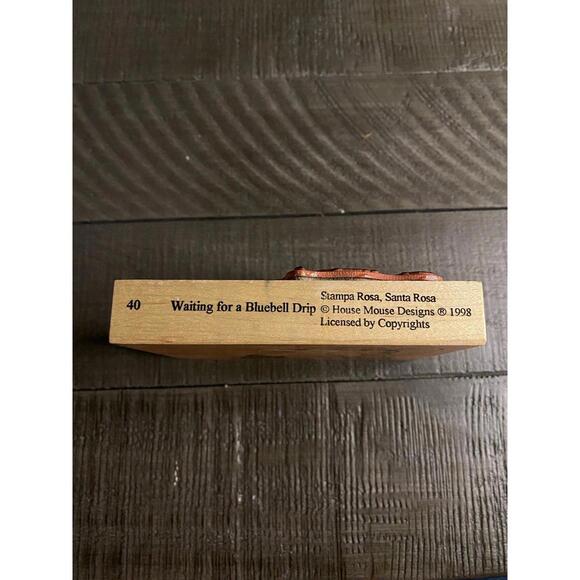 40 Waiting for a Bluebell Drip
Stampa Rosa, Santa Rosa
© House Mouse Designs ® 1998
Licensed by Copyrights